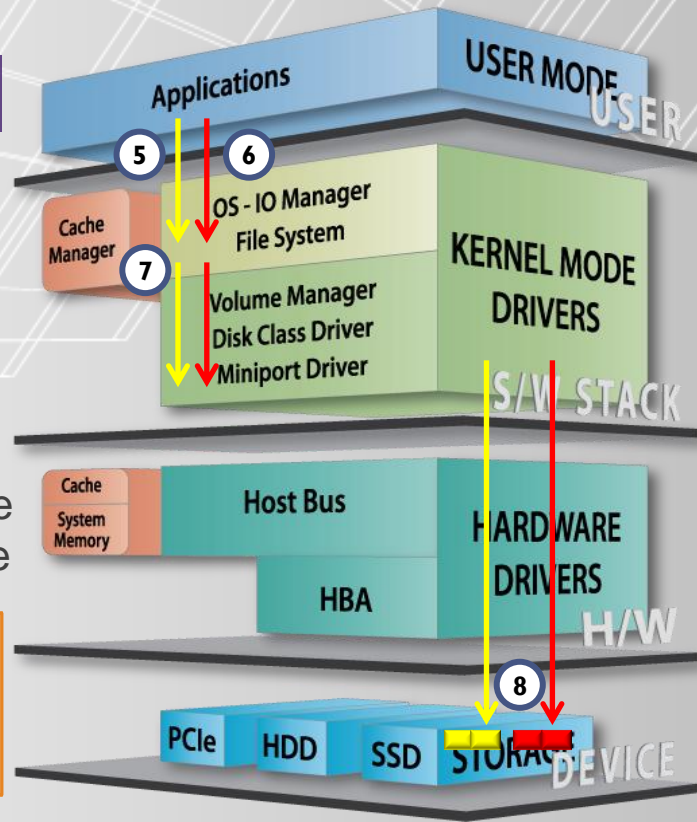 Applications
USER MODE
USER
5
6
Cache
Manager
OS - IO Manager
File System
7
Volume Manager
Disk Class Driver
Miniport Driver
KERNEL MODE
DRIVERS
S/W STACK
Cache
System
Memory
Host Bus
HBA
HARDWARE
DRIVERS
H/W
8
PCIe
HDD
SSD
STORAGE
DEVICE
e
e